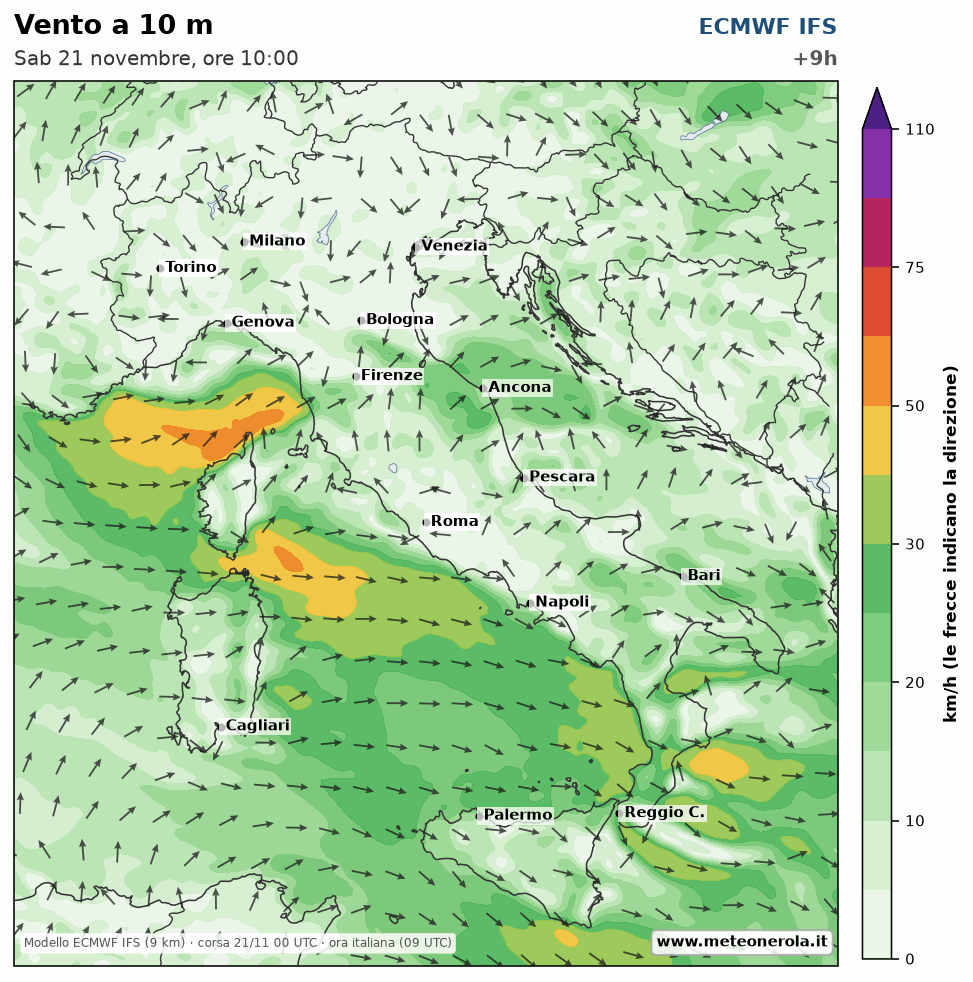 Vento a 10 m
ECMWF IFS
Sab 21 novembre, ore 10:00
+9h
110
75
50
30
20
10
0
km/h (le frecce indicano la direzione)
Milano
Venezia
Torino
Genova
Bologna
Firenze
Ancona
Pescara
Roma
Bari
Napoli
Cagliari
Palermo
Reggio C.
Modello ECMWF IFS (9 km) · corsa 21/11 00 UTC · ora italiana (09 UTC)
www.meteonerola.it